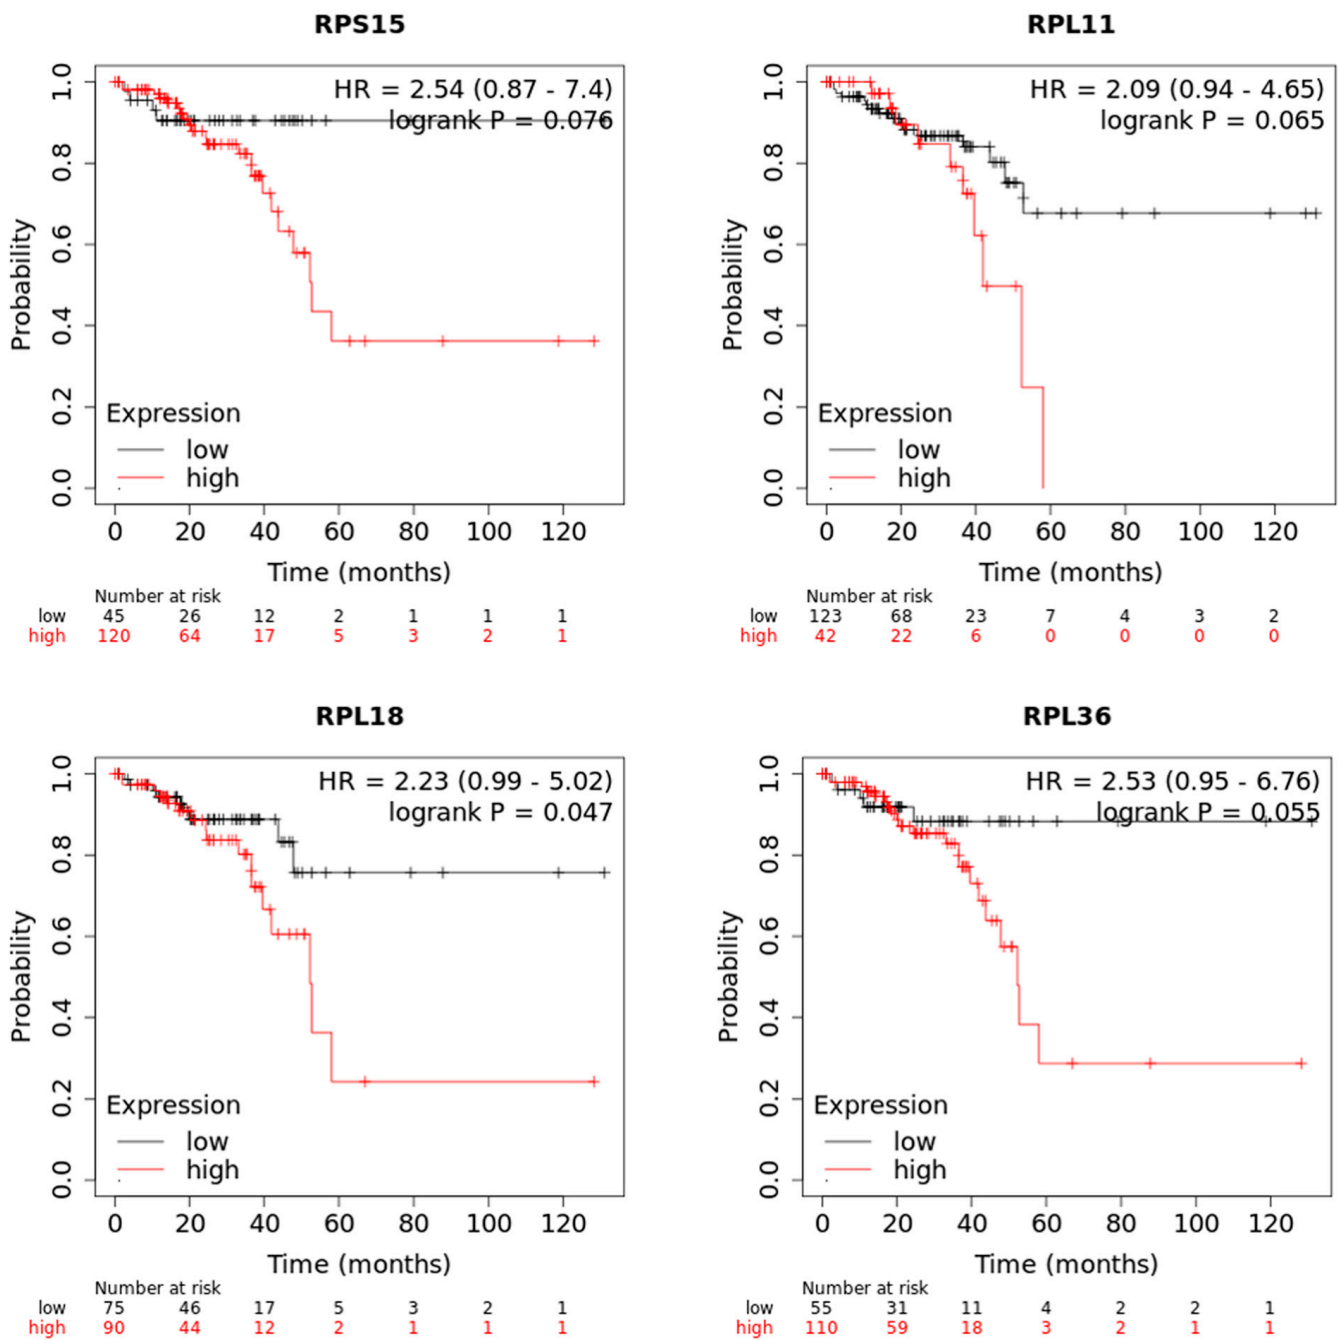 RPS15
HR = 2.54 (0.87 - 7.4)
logrank P = 0.076
Probability
1.0
0.8
0.6
0.4
0.2
0.0
Expression
low
high
0 20 40 60 80 100 120
Time (months)
Number at risk
low 45 26 12 2 1 1 1
high 120 64 17 5 3 2 1
RPL11
HR = 2.09 (0.94 - 4.65)
logrank P = 0.065
Probability
1.0
0.8
0.6
0.4
0.2
0.0
Expression
low
high
0 20 40 60 80 100 120
Time (months)
Number at risk
low 123 68 23 7 4 3 2
high 42 22 6 0 0 0 0
RPL18
HR = 2.23 (0.99 - 5.02)
logrank P = 0.047
Probability
1.0
0.8
0.6
0.4
0.2
0.0
Expression
low
high
0 20 40 60 80 100 120
Time (months)
Number at risk
low 75 46 17 5 3 2 1
high 90 44 12 2 1 1 1
RPL36
HR = 2.53 (0.95 - 6.76)
logrank P = 0.055
Probability
1.0
0.8
0.6
0.4
0.2
0.0
Expression
low
high
0 20 40 60 80 100 120
Time (months)
Number at risk
low 55 31 11 4 2 2 1
high 110 59 18 3 2 1 1